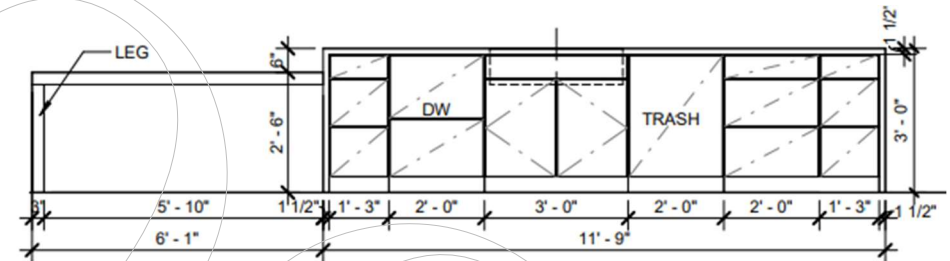 1 1/2"
LEG
6"
DW
TRASH
2' - 6"
3' - 0"
3" 5' - 10" 1 1/2" 1' - 3" 2' - 0" 3' - 0" 2' - 0" 2' - 0" 1' - 3" 1 1/2"
6' - 1" 11' - 9"